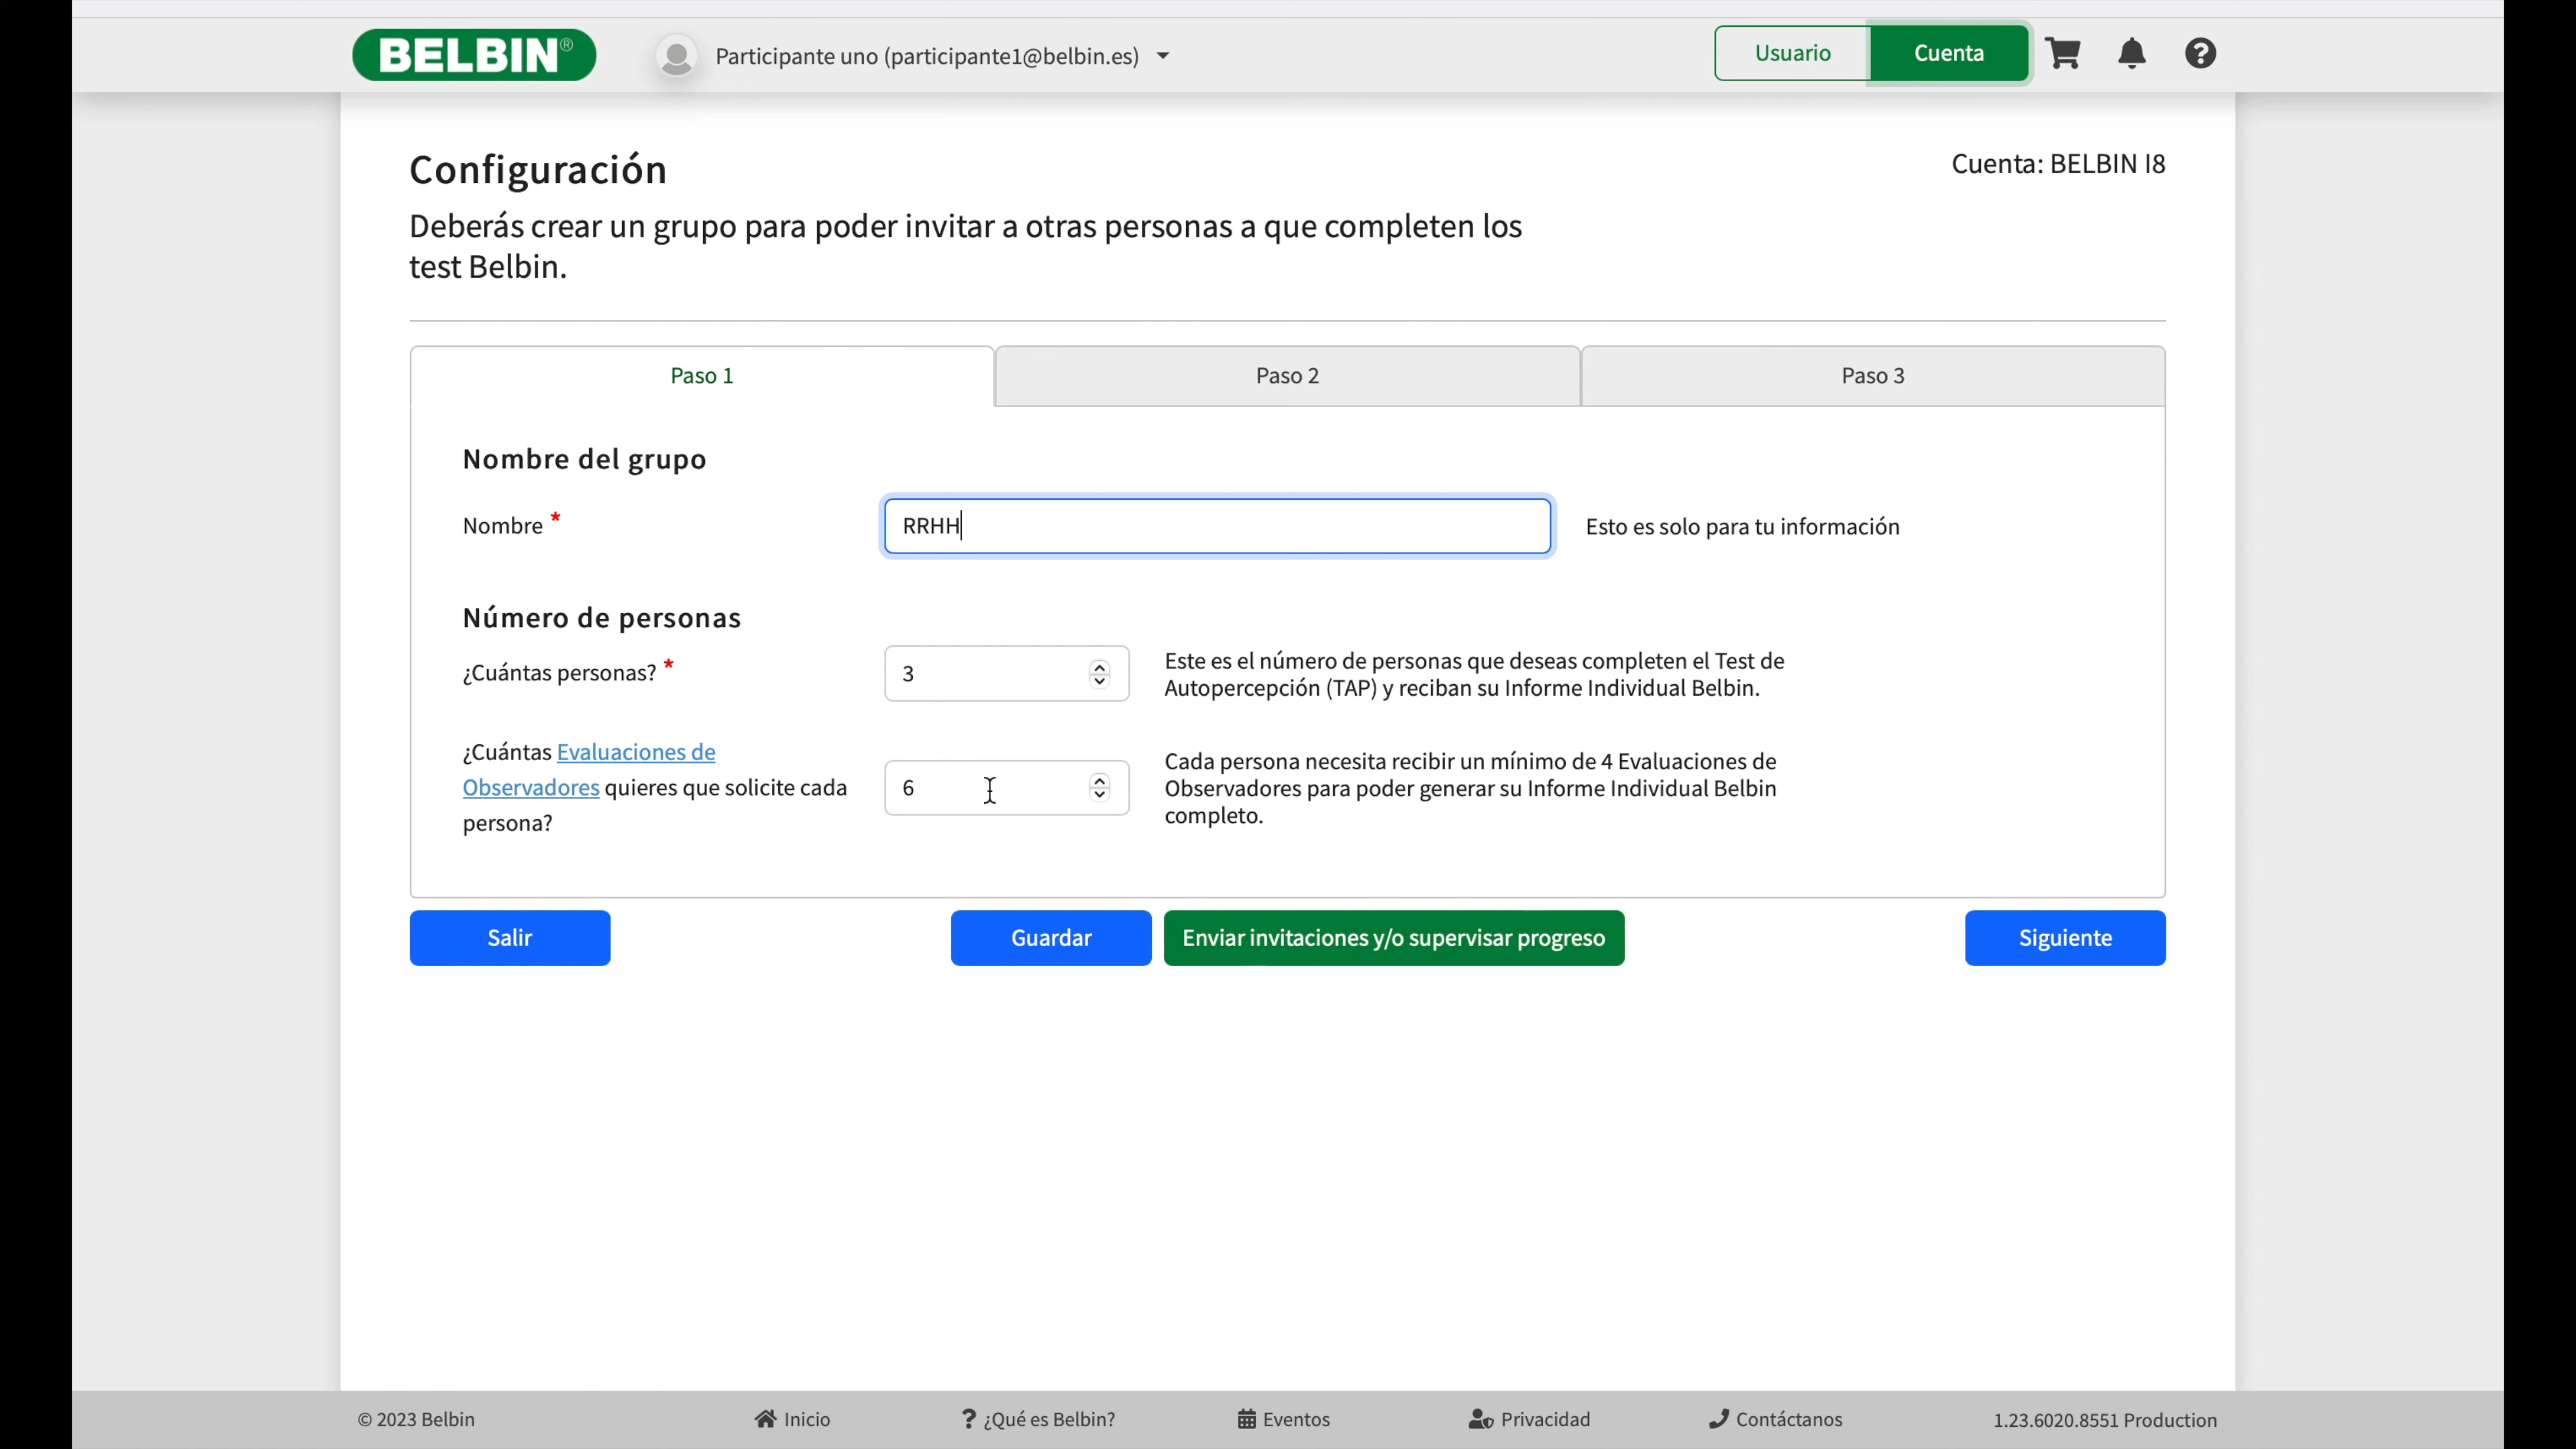 BELBIN®
Participante uno (participante1@belbin.es)
Usuario
Cuenta
Configuración
Cuenta: BELBIN I8
Deberás crear un grupo para poder invitar a otras personas a que completen los
test Belbin.
Paso 1
Paso 2
Paso 3
Nombre del grupo
Nombre *
RRHH
Esto es solo para tu información
Número de personas
¿Cuántas personas? *
3
Este es el número de personas que deseas completen el Test de
Autopercepción (TAP) y reciban su Informe Individual Belbin.
¿Cuántas Evaluaciones de
Observadores quieres que solicite cada
persona?
6
Cada persona necesita recibir un mínimo de 4 Evaluaciones de
Observadores para poder generar su Informe Individual Belbin
completo.
Salir
Guardar
Enviar invitaciones y/o supervisar progreso
Siguiente
© 2023 Belbin
Inicio
¿Qué es Belbin?
Eventos
Privacidad
Contáctanos
1.23.6020.8551 Production